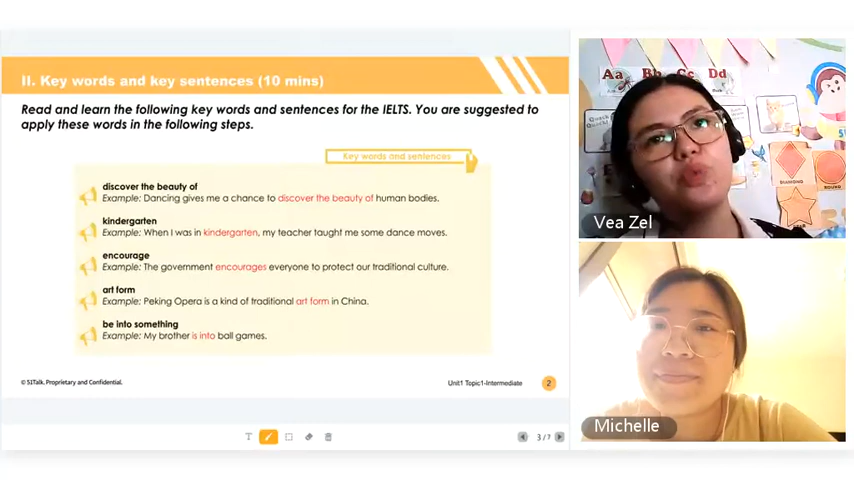 II. Key words and key sentences (10 mins)
Read and learn the following key words and sentences for the IELTS. You are suggested to
apply these words in the following steps.
Key words and sentences
discover the beauty of
Example: Dancing gives me a chance to discover the beauty of human bodies.
kindergarten
Example: When I was in kindergarten, my teacher taught me some dance moves.
encourage
Example: The government encourages everyone to protect our traditional culture.
art form
Example: Peking Opera is a kind of traditional art form in China.
be into something
Example: My brother is into ball games.
© 51Talk. Proprietary and Confidential.
Unit1 Topic1-Intermediate
2
T
3/7
Aa Bb Cc Dd
DIAMOND
ROUND
Vea Zel
Michelle